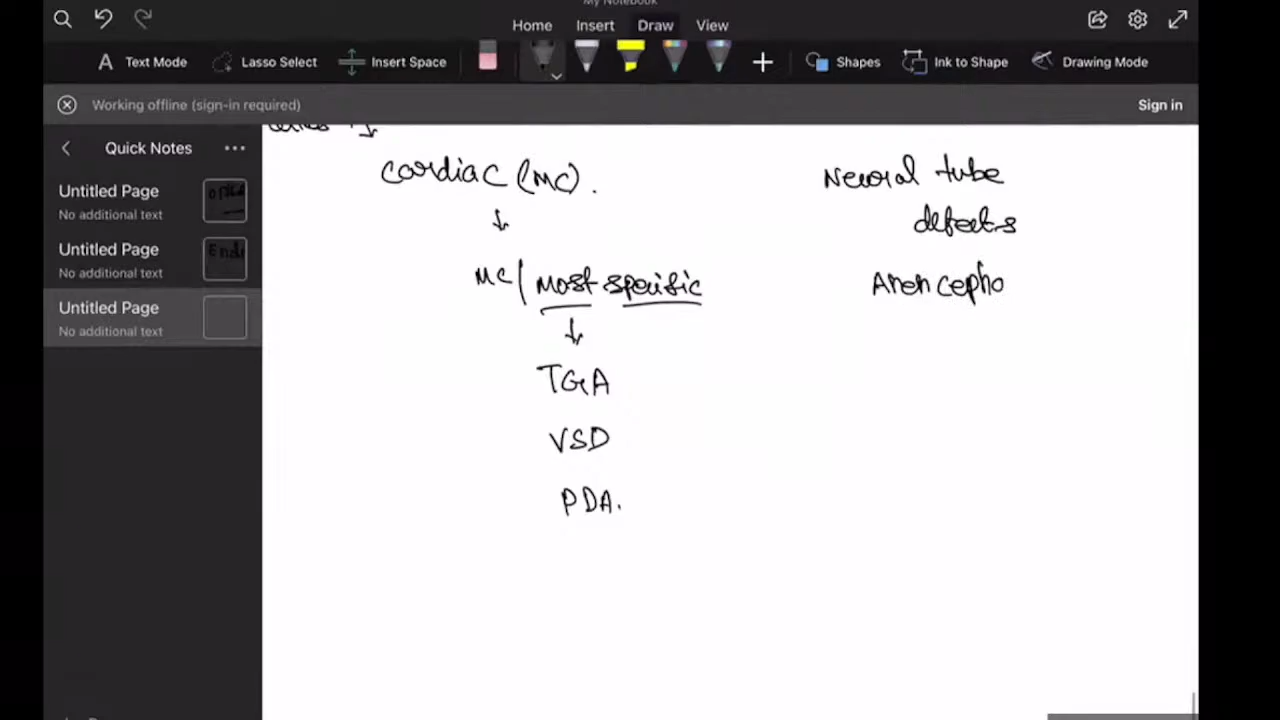 My Notebook
Home Insert Draw View
Text Mode Lasso Select Insert Space Shapes Ink to Shape Drawing Mode
Working offline (sign-in required) Sign in
Quick Notes
Untitled Page
No additional text
Untitled Page
No additional text
Untitled Page
No additional text
Cardiac (MC).
MC/ most specific
TGA
VSD
PDA.
Neural tube
defects
Anencepha